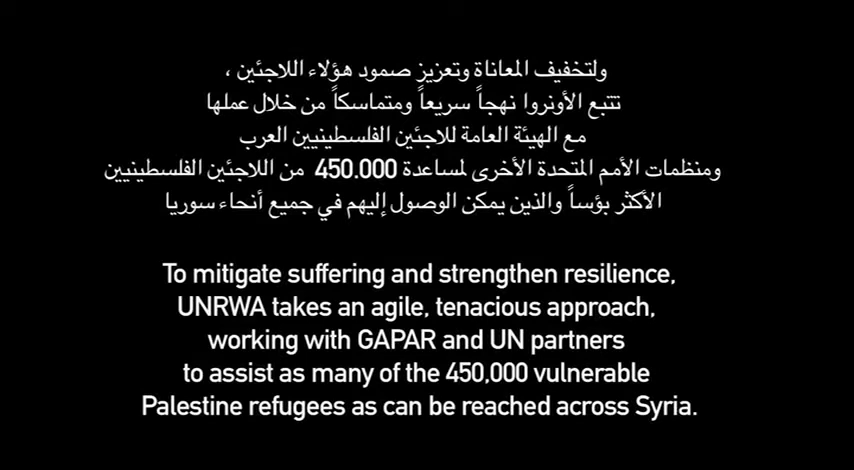 ولتخفيف المعاناة وتعزيز صمود هؤلاء اللاجئين ،
تتبع الأونروا نهجاً سريعاً ومتماسكاً من خلال عملها
مع الهيئة العامة للاجئين الفلسطينيين العرب
ومنظمات الأمم المتحدة الأخرى لمساعدة 450.000 من اللاجئين الفلسطينيين
الأكثر بؤساً والذين يمكن الوصول إليهم في جميع أنحاء سوريا
To mitigate suffering and strengthen resilience,
UNRWA takes an agile, tenacious approach,
working with GAPAR and UN partners
to assist as many of the 450,000 vulnerable
Palestine refugees as can be reached across Syria.